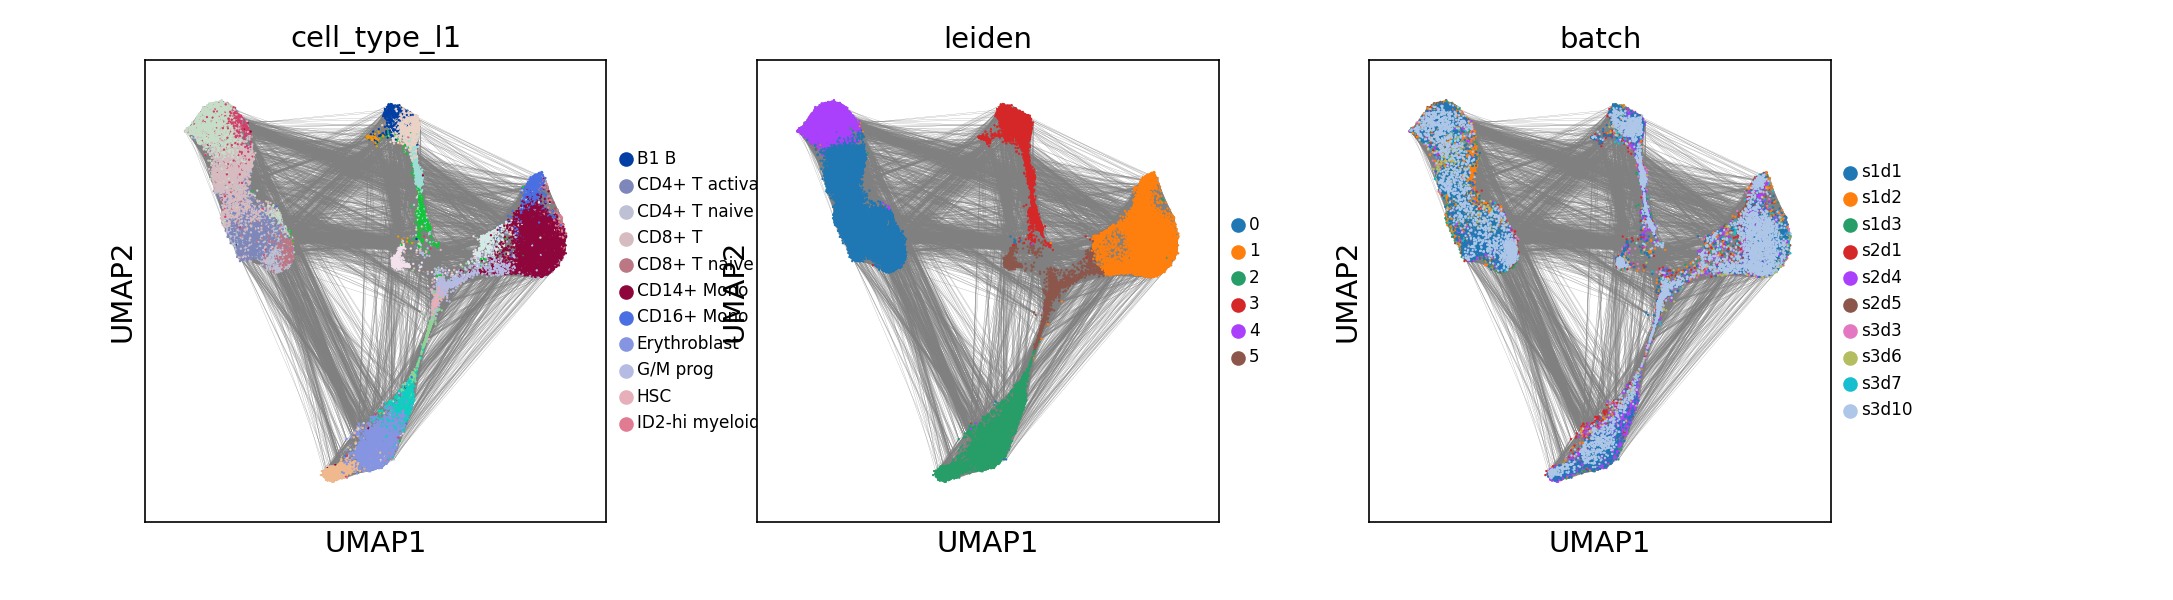 cell_type_l1
UMAP2
UMAP1
B1 B
CD4+ T activa
CD4+ T naive
CD8+ T
CD8+ T naive
CD14+ Mono
CD16+ Mono
Erythroblast
G/M prog
HSC
ID2-hi myeloid
leiden
UMAP2
UMAP1
0
1
2
3
4
5
batch
UMAP2
UMAP1
s1d1
s1d2
s1d3
s2d1
s2d4
s2d5
s3d3
s3d6
s3d7
s3d10